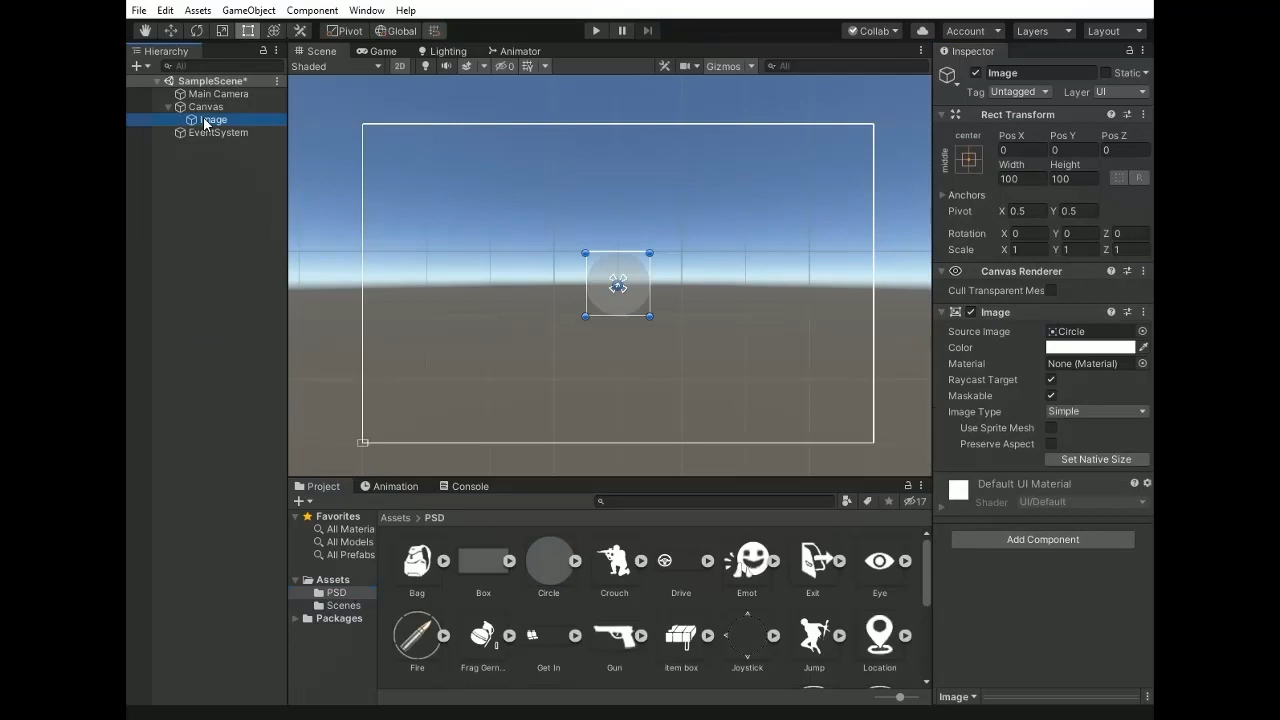 File Edit Assets GameObject Component Window Help
Pivot Global Collab Account Layers Layout
Hierarchy
All
SampleScene*
Main Camera
Canvas
Image
EventSystem
Scene Game Lighting Animator
Shaded 2D 0 Gizmos All
Inspector
Image Static
Tag Untagged Layer UI
Rect Transform
center Pos X Pos Y Pos Z
middle 0 0 0
Width Height
100 100 R
Anchors
Pivot X 0.5 Y 0.5
Rotation X 0 Y 0 Z 0
Scale X 1 Y 1 Z 1
Canvas Renderer
Cull Transparent Mes
Image
Source Image Circle
Color
Material None (Material)
Raycast Target
Maskable
Image Type Simple
Use Sprite Mesh
Preserve Aspect
Set Native Size
Default UI Material
Shader UI/Default
Add Component
Image
Project Animation Console
17
Favorites
All Materia
All Models
All Prefabs
Assets
PSD
Scenes
Packages
Assets > PSD
Bag Box Circle Crouch Drive Emot Exit Eye
Fire Frag Gern... Get In Gun item box Joystick Jump Location